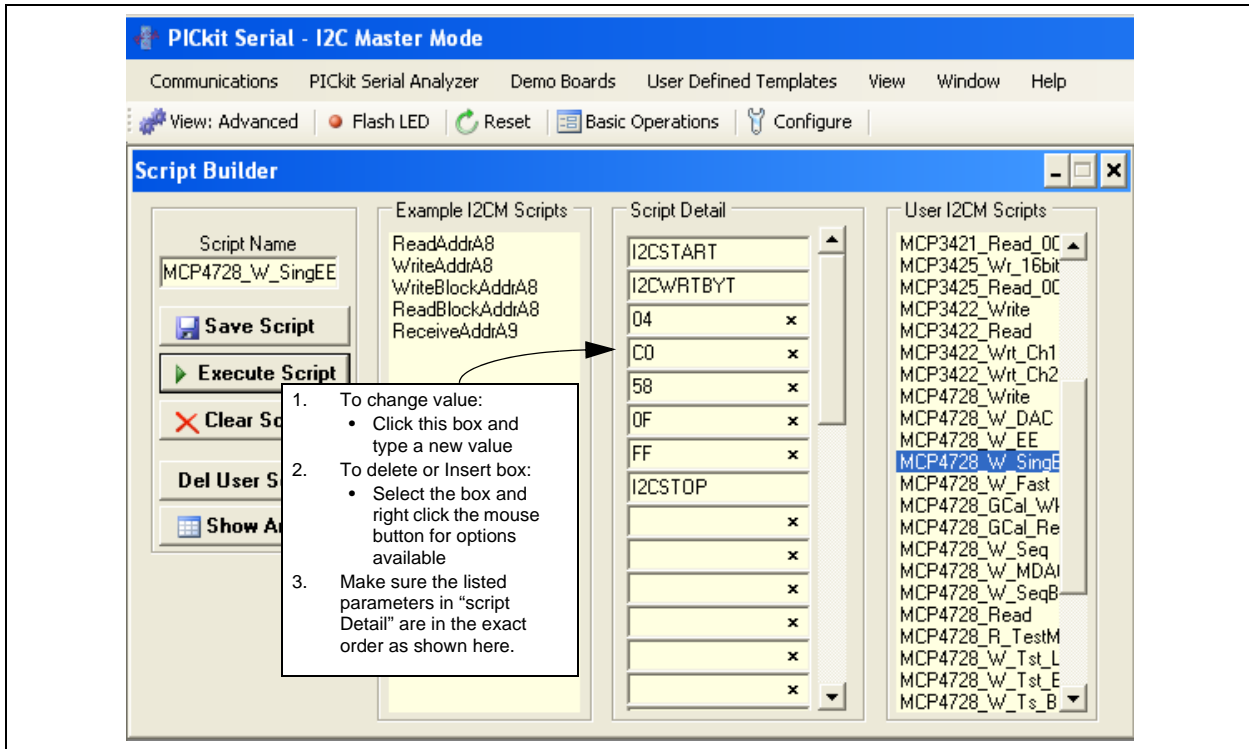 PICkit Serial - I2C Master Mode
Communications PICkit Serial Analyzer Demo Boards User Defined Templates View Window Help
View: Advanced Flash LED Reset Basic Operations Configure
Script Builder
Script Name
MCP4728_W_SingEE
Save Script
Execute Script
Clear Sc
Del User S
Show A
Example I2CM Scripts
ReadAddrA8
WriteAddrA8
WriteBlockAddrA8
ReadBlockAddrA8
ReceiveAddrA9
1. To change value:
• Click this box and
type a new value
2. To delete or Insert box:
• Select the box and
right click the mouse
button for options
available
3. Make sure the listed
parameters in “script
Detail” are in the exact
order as shown here.
Script Detail
I2CSTART
I2CWRTBYT
04
C0
58
0F
FF
I2CSTOP
User I2CM Scripts
MCP3421_Read_0C
MCP3425_Wr_16bit
MCP3425_Read_0C
MCP3422_Write
MCP3422_Read
MCP3422_Wrt_Ch1
MCP3422_Wrt_Ch2
MCP4728_Write
MCP4728_W_DAC
MCP4728_W_EE
MCP4728_W_SingE
MCP4728_W_Fast
MCP4728_GCal_Wr
MCP4728_GCal_Re
MCP4728_W_Seq
MCP4728_W_MDA
MCP4728_W_SeqB
MCP4728_Read
MCP4728_R_TestM
MCP4728_W_Tst_L
MCP4728_W_Tst_E
MCP4728_W_Ts_B